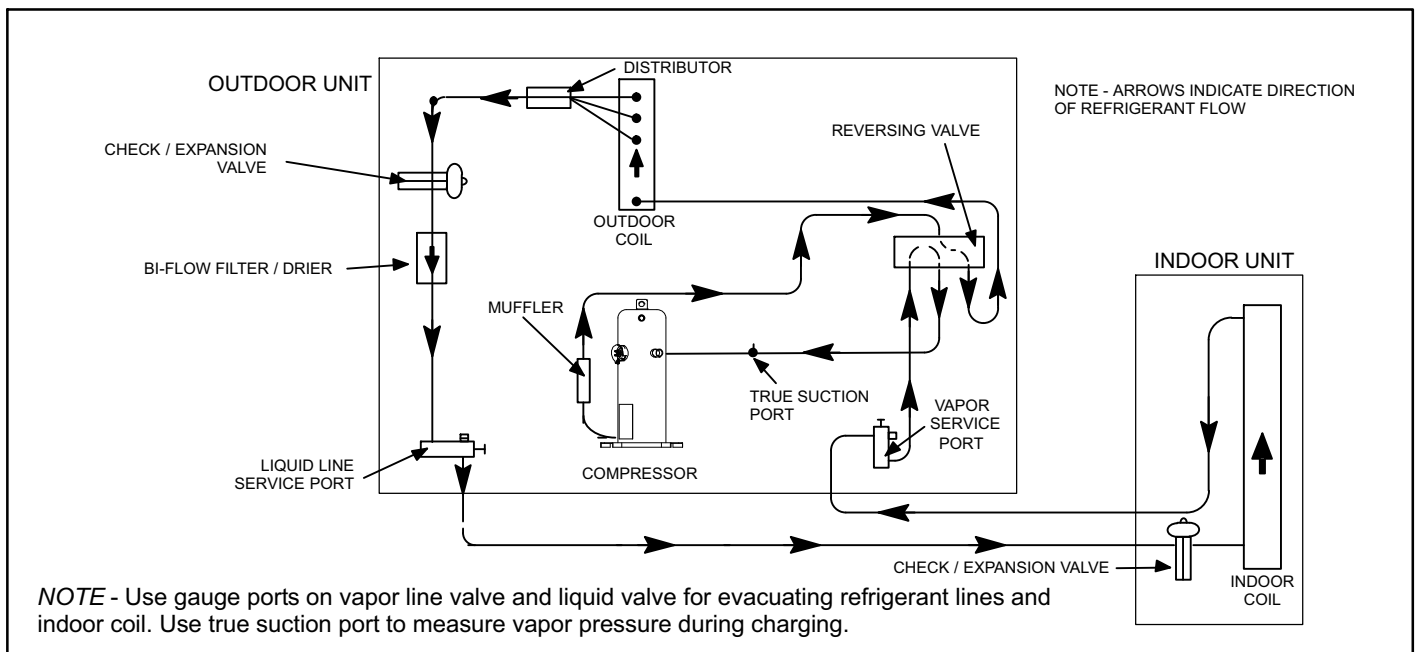 OUTDOOR UNIT
DISTRIBUTOR
NOTE - ARROWS INDICATE DIRECTION
OF REFRIGERANT FLOW
REVERSING VALVE
CHECK / EXPANSION
VALVE
OUTDOOR
COIL
BI-FLOW FILTER / DRIER
INDOOR UNIT
MUFFLER
TRUE SUCTION
PORT
VAPOR
SERVICE
PORT
LIQUID LINE
SERVICE PORT
COMPRESSOR
CHECK / EXPANSION VALVE
INDOOR
COIL
NOTE - Use gauge ports on vapor line valve and liquid valve for evacuating refrigerant lines and
indoor coil. Use true suction port to measure vapor pressure during charging.